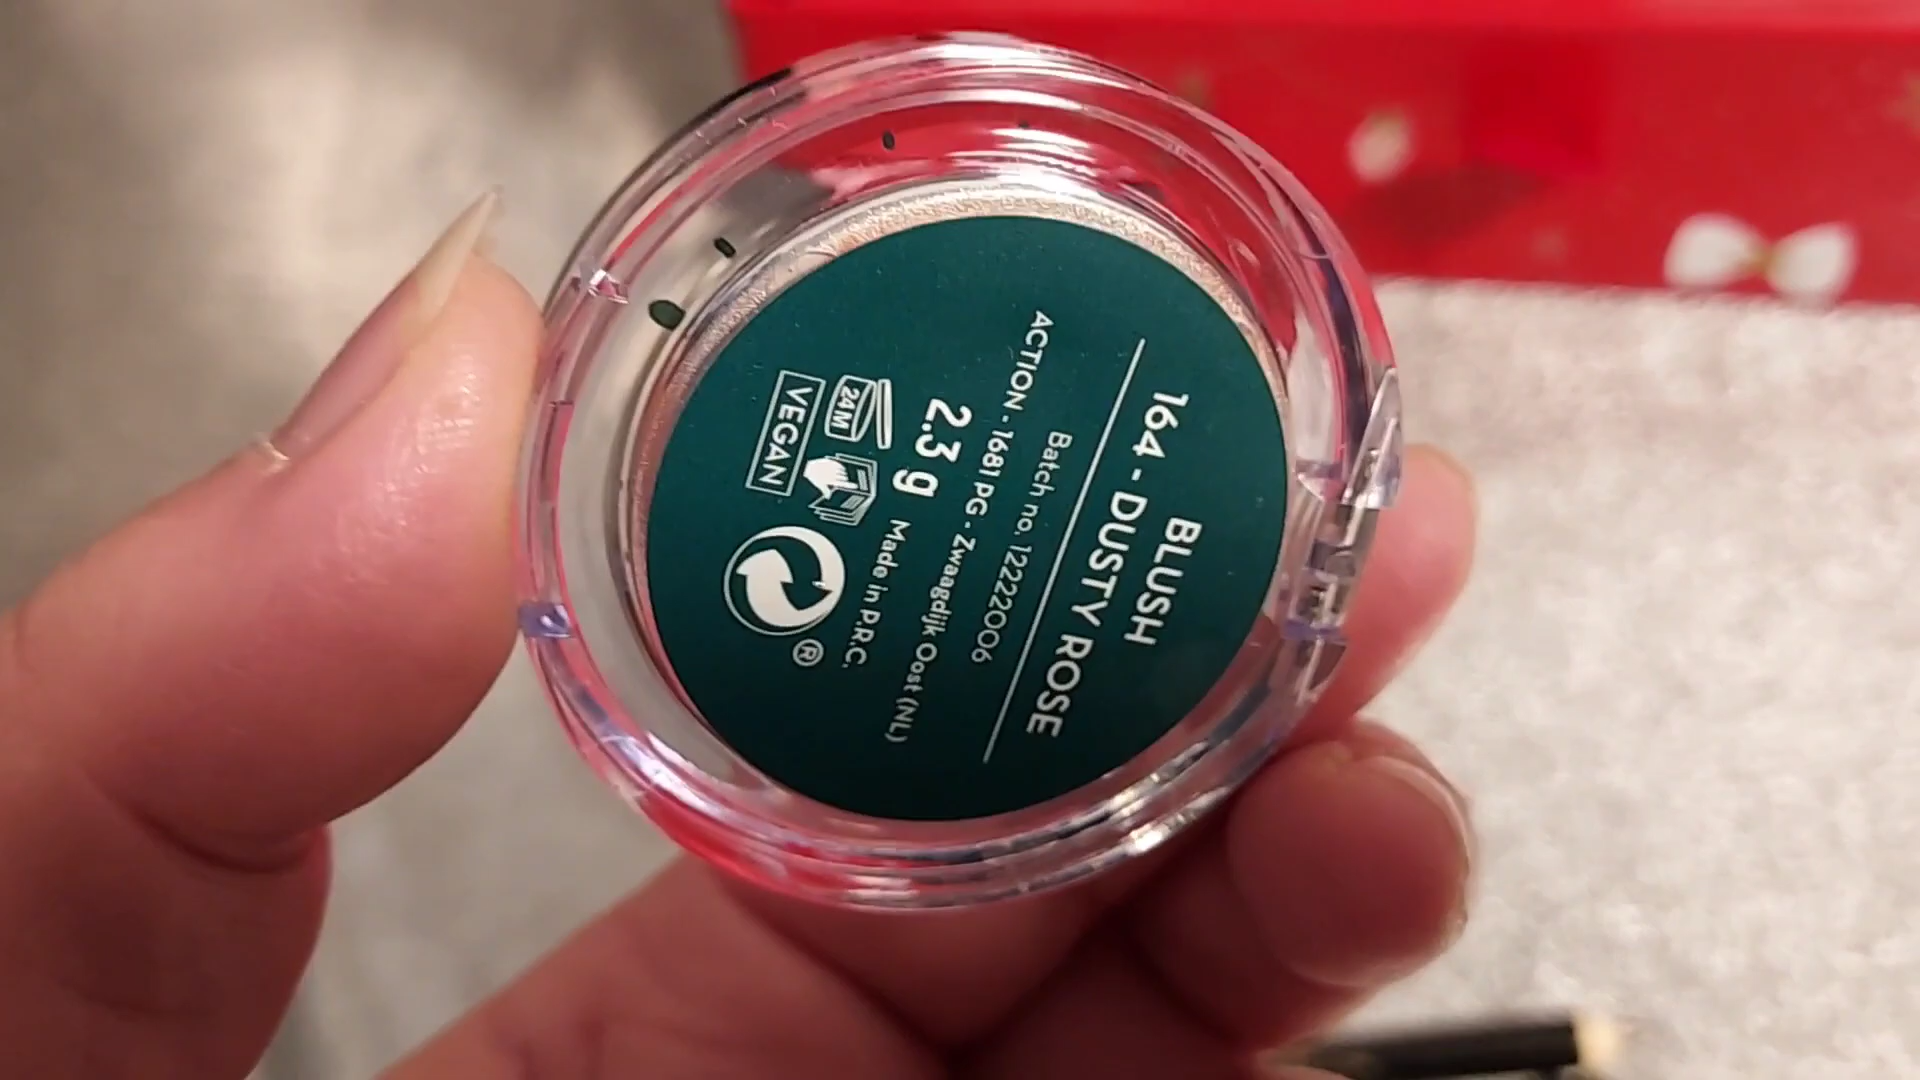 BLUSH
164 - DUSTY ROSE
Batch no. 12222006
ACTION - 1681 PG - Zwaagdijk Oost (NL)
2.3 g Made in P.R.C.
24M
VEGAN
®